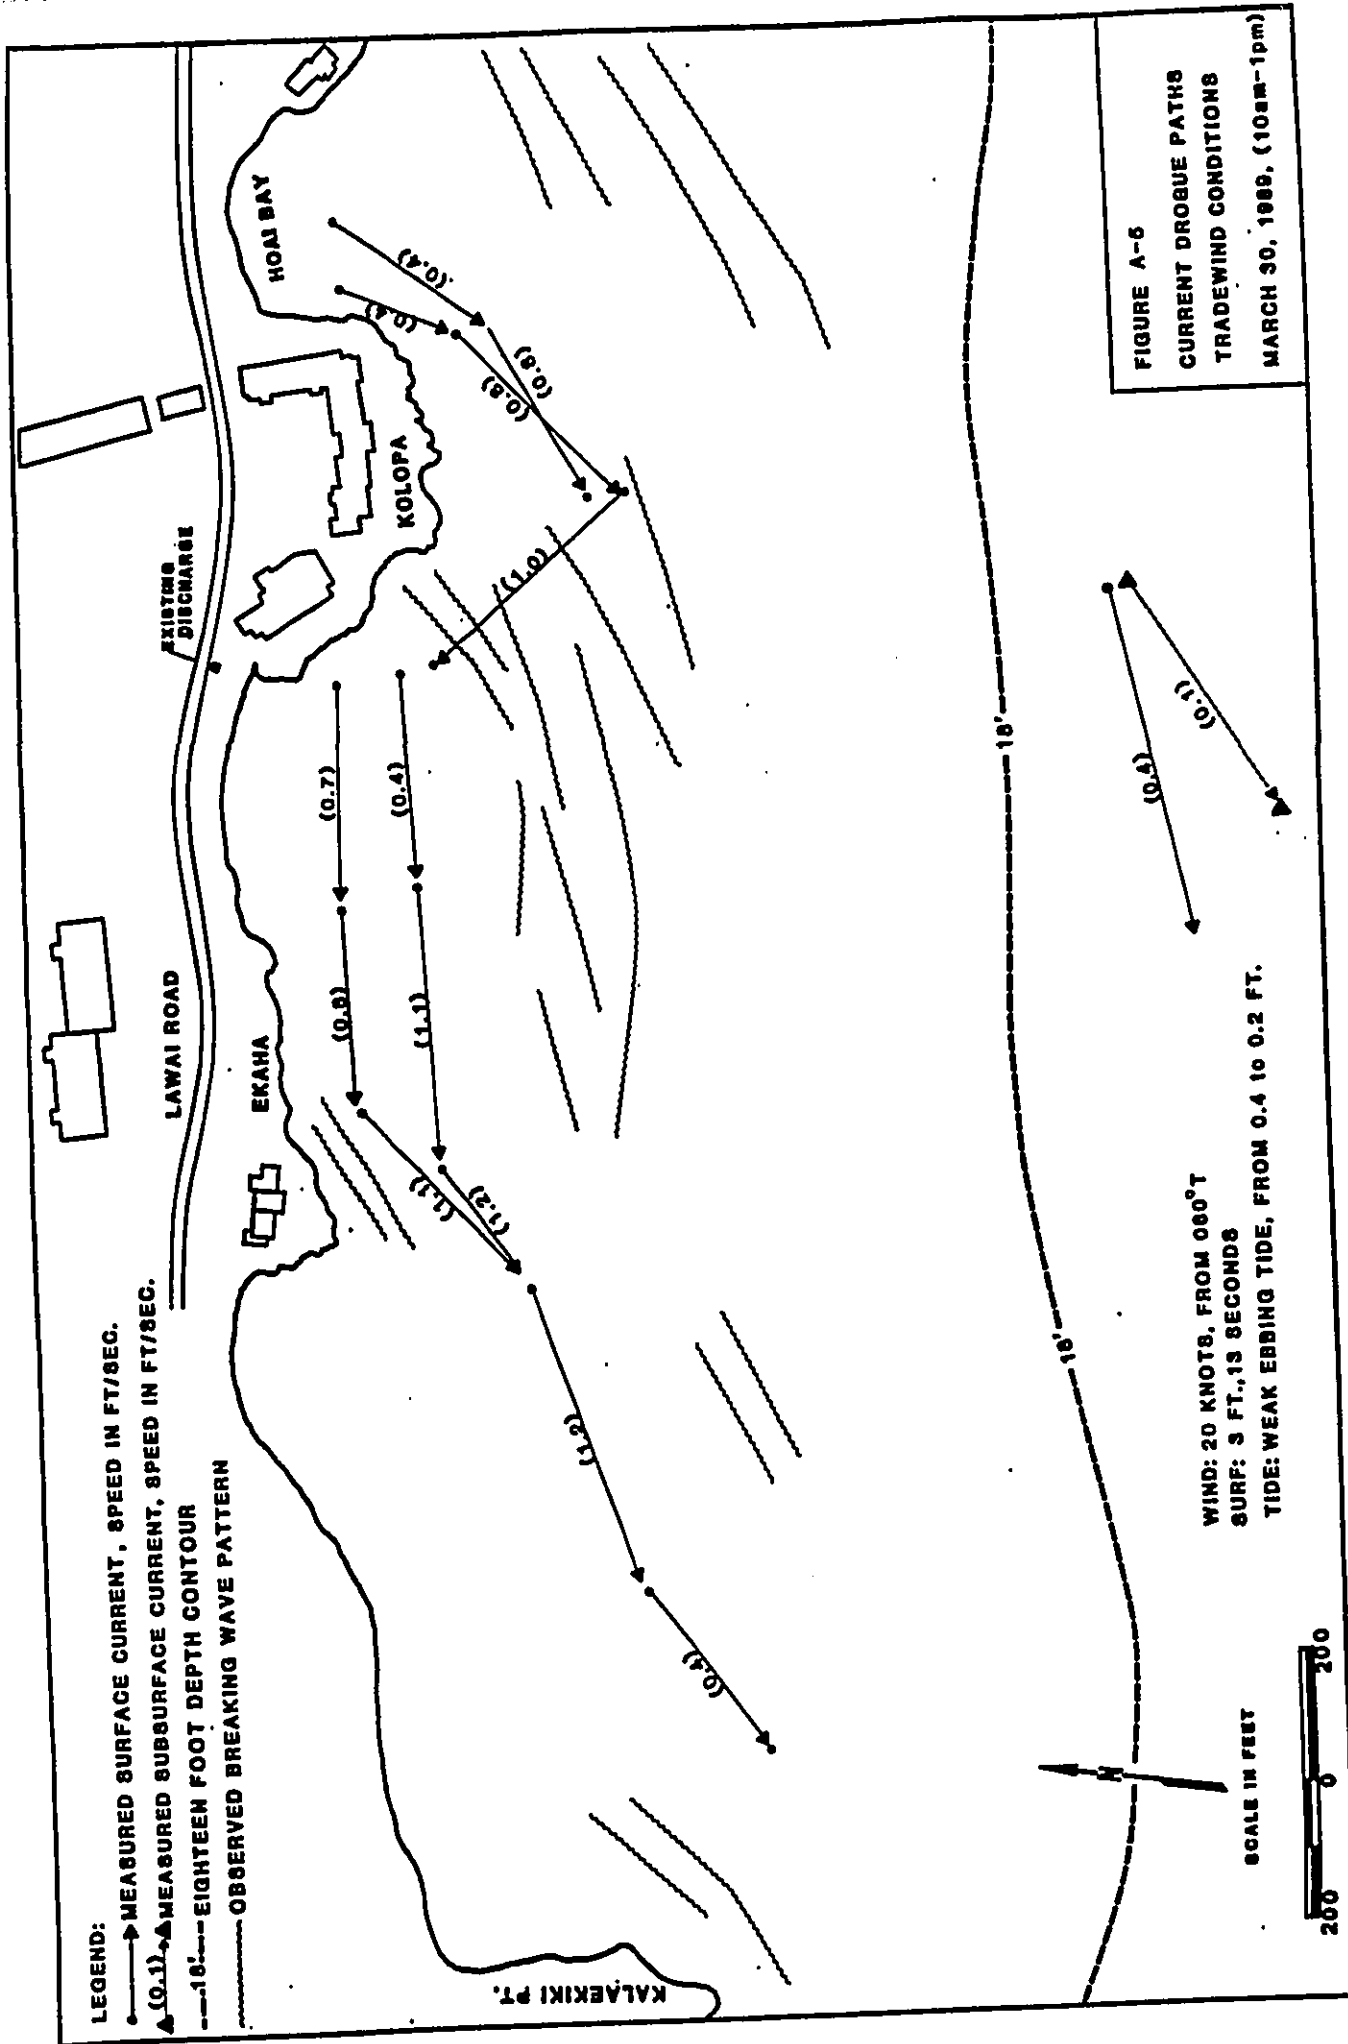 LEGEND:
MEASURED SURFACE CURRENT, SPEED IN FT/SEC.
(0.1) MEASURED SUBSURFACE CURRENT, SPEED IN FT/SEC.
18' EIGHTEEN FOOT DEPTH CONTOUR
OBSERVED BREAKING WAVE PATTERN
LAWAI ROAD
EXISTING
DISCHARGE
EKAHA
KOLOPA
HOAI BAY
KALAEKIKI PT.
(0.4)
(0.4)
(0.8)
(0.8)
(1.0)
(0.7)
(0.4)
(0.8)
(1.1)
(1.1)
(1.2)
(1.2)
(0.4)
18'
18'
(0.4)
(0.1)
N
WIND: 20 KNOTS, FROM 060°T
SURF: 3 FT., 13 SECONDS
TIDE: WEAK EBBING TIDE, FROM 0.4 to 0.2 FT.
SCALE IN FEET
200 0 200
FIGURE A-5
CURRENT DROGUE PATHS
TRADEWIND CONDITIONS
MARCH 30, 1989, (10am-1pm)